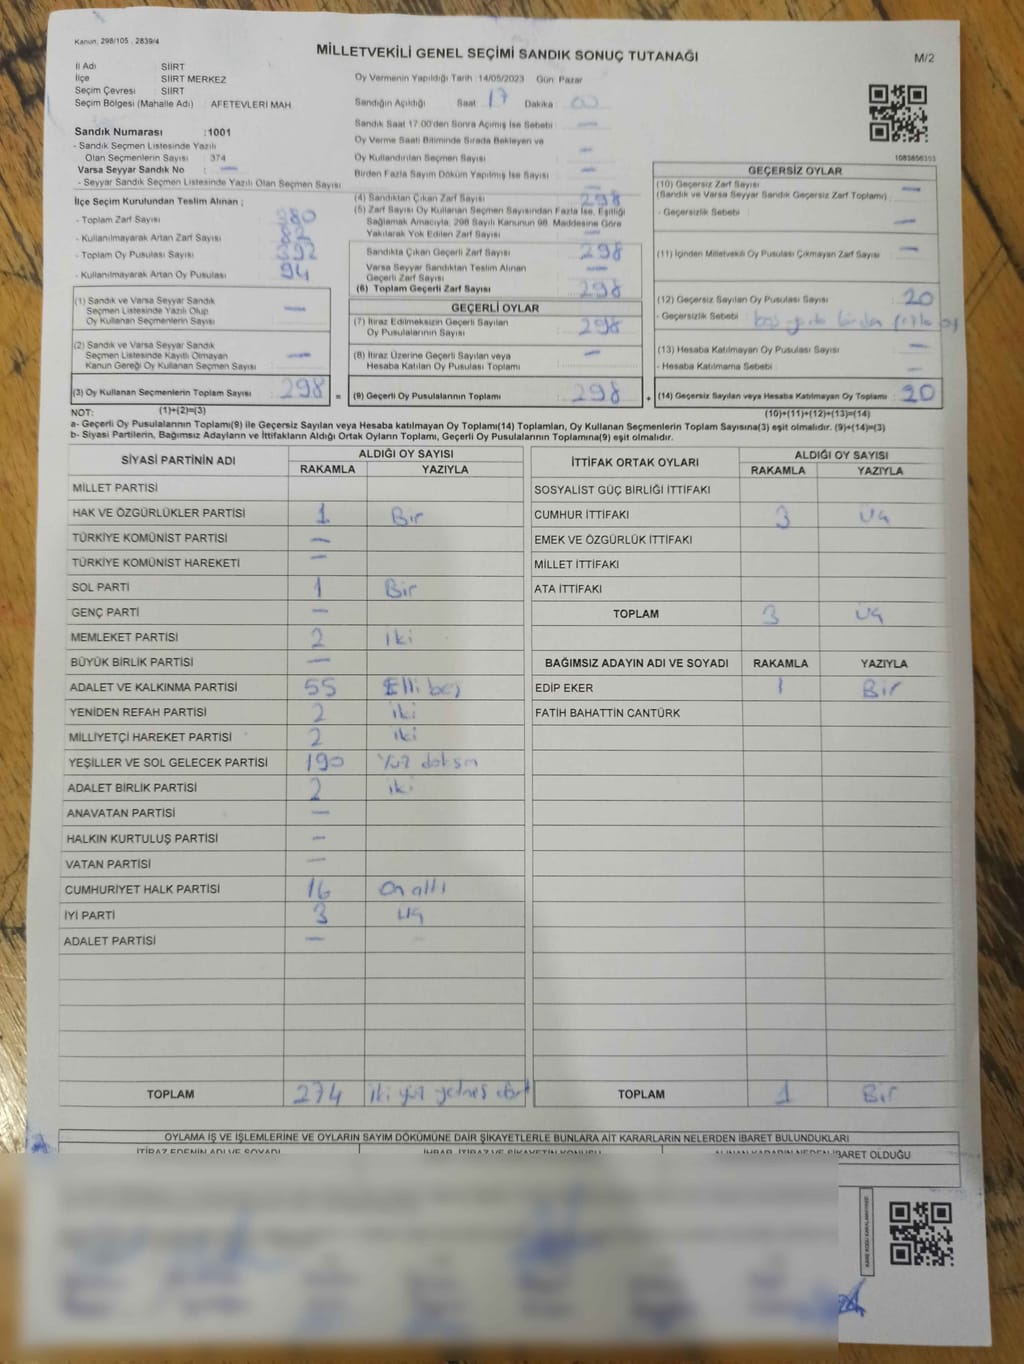 Kanun, 298/105 . 2839/4
MİLLETVEKİLİ GENEL SEÇİMİ SANDIK SONUÇ TUTANAĞI
M/2
İl Adı SİİRT
İlçe SİİRT MERKEZ
Seçim Çevresi SİİRT
Seçim Bölgesi (Mahalle Adı) AFETEVLERİ MAH
Sandık Numarası :1001
- Sandık Seçmen Listesinde Yazılı
Olan Seçmenlerin Sayısı : 374
Varsa Seyyar Sandık No : —
- Seyyar Sandık Seçmen Listesinde Yazılı Olan Seçmen Sayısı
İlçe Seçim Kurulundan Teslim Alınan ;
- Toplam Zarf Sayısı 380
- Kullanılmayarak Artan Zarf Sayısı
- Toplam Oy Pusulası Sayısı
- Kullanılmayarak Artan Oy Pusulası 94
Oy Vermenin Yapıldığı Tarih :14/05/2023 Gün: Pazar
Sandığın Açıldığı Saat 17 Dakika 00
Sandık Saat 17.00'den Sonra Açılmış İse Sebebi : —
Oy Verme Saati Bitiminde Sırada Bekleyen ve
Oy Kullandırılan Seçmen Sayısı —
Birden Fazla Sayım Döküm Yapılmış İse Sayısı —
(4) Sandıktan Çıkan Zarf Sayısı 298
(5) Zarf Sayısı Oy Kullanan Seçmen Sayısından Fazla İse, Eşitliği
Sağlamak Amacıyla, 298 Sayılı Kanunun 98. Maddesine Göre
Yakılarak Yok Edilen Zarf Sayısı —
Sandıkta Çıkan Geçerli Zarf Sayısı 298
Varsa Seyyar Sandıktan Teslim Alınan
Geçerli Zarf Sayısı —
(6) Toplam Geçerli Zarf Sayısı 298
1083656353
GEÇERSİZ OYLAR
(10) Geçersiz Zarf Sayısı
(Sandık ve Varsa Seyyar Sandık Geçersiz Zarf Toplamı) —
- Geçersizlik Sebebi : —
(11) İçinden Milletvekili Oy Pusulası Çıkmayan Zarf Sayısı —
(12) Geçersiz Sayılan Oy Pusulası Sayısı 20
- Geçersizlik Sebebi birden fazla oy
(13) Hesaba Katılmayan Oy Pusulası Sayısı —
- Hesaba Katılmama Sebebi —
(14) Geçersiz Sayılan veya Hesaba Katılmayan Oy Toplamı 20
(10)+(11)+(12)+(13)=(14)
(1) Sandık ve Varsa Seyyar Sandık
Seçmen Listesinde Yazılı Olup
Oy Kullanan Seçmenlerin Sayısı —
(2) Sandık ve Varsa Seyyar Sandık
Seçmen Listesinde Kayıtlı Olmayan
Kanun Gereği Oy Kullanan Seçmen Sayısı —
(3) Oy Kullanan Seçmenlerin Toplam Sayısı 298 =
(1)+(2)=(3)
GEÇERLİ OYLAR
(7) İtiraz Edilmeksizin Geçerli Sayılan
Oy Pusulalarının Sayısı 298
(8) İtiraz Üzerine Geçerli Sayılan veya
Hesaba Katılan Oy Pusulası Toplamı —
(9) Geçerli Oy Pusulalarının Toplamı 298 +
NOT:
a- Geçerli Oy Pusulalarının Toplamı(9) ile Geçersiz Sayılan veya Hesaba katılmayan Oy Toplamı(14) Toplamları, Oy Kullanan Seçmenlerin Toplam Sayısına(3) eşit olmalıdır. (9)+(14)=(3)
b- Siyasi Partilerin, Bağımsız Adayların ve İttifakların Aldığı Ortak Oyların Toplamı, Geçerli Oy Pusulalarının Toplamına(9) eşit olmalıdır.
SİYASİ PARTİNİN ADI ALDIĞI OY SAYISI
RAKAMLA YAZIYLA
MİLLET PARTİSİ
HAK VE ÖZGÜRLÜKLER PARTİSİ 1 Bir
TÜRKİYE KOMÜNİST PARTİSİ —
TÜRKİYE KOMÜNİST HAREKETİ —
SOL PARTİ 1 Bir
GENÇ PARTİ —
MEMLEKET PARTİSİ 2 iki
BÜYÜK BİRLİK PARTİSİ —
ADALET VE KALKINMA PARTİSİ 55 Elli beş
YENİDEN REFAH PARTİSİ 2 iki
MİLLİYETÇİ HAREKET PARTİSİ 2 iki
YEŞİLLER VE SOL GELECEK PARTİSİ 190 Yüz doksan
ADALET BİRLİK PARTİSİ 2 iki
ANAVATAN PARTİSİ —
HALKIN KURTULUŞ PARTİSİ —
VATAN PARTİSİ —
CUMHURİYET HALK PARTİSİ 16 On altı
İYİ PARTİ 3 üç
ADALET PARTİSİ —
TOPLAM 274 iki yüz yetmiş dört
İTTİFAK ORTAK OYLARI ALDIĞI OY SAYISI
RAKAMLA YAZIYLA
SOSYALİST GÜÇ BİRLİĞİ İTTİFAKI
CUMHUR İTTİFAKI 3 üç
EMEK VE ÖZGÜRLÜK İTTİFAKI
MİLLET İTTİFAKI
ATA İTTİFAKI
TOPLAM 3 üç
BAĞIMSIZ ADAYIN ADI VE SOYADI RAKAMLA YAZIYLA
EDİP EKER 1 Bir
FATİH BAHATTİN CANTÜRK
TOPLAM 1 Bir
OYLAMA İŞ VE İŞLEMLERİNE VE OYLARIN SAYIM DÖKÜMÜNE DAİR ŞİKAYETLERLE BUNLARA AİT KARARLARIN NELERDEN İBARET BULUNDUKLARI
İTİRAZ EDENİN ADI VE SOYADI İHBAR, İTİRAZ VE ŞİKAYETİN KONUSU ALINAN KARARIN NEDEN İBARET OLDUĞU